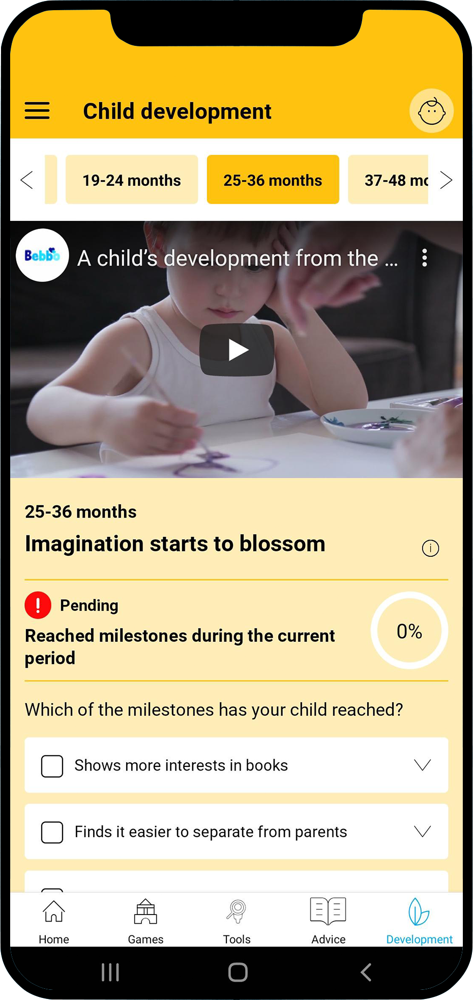 Child development
19-24 months
25-36 months
37-48 mo
Bebbo
A child’s development from the ...
25-36 months
Imagination starts to blossom
i
!
Pending
Reached milestones during the current
period
0%
Which of the milestones has your child reached?
Shows more interests in books
Finds it easier to separate from parents
Home
Games
Tools
Advice
Development